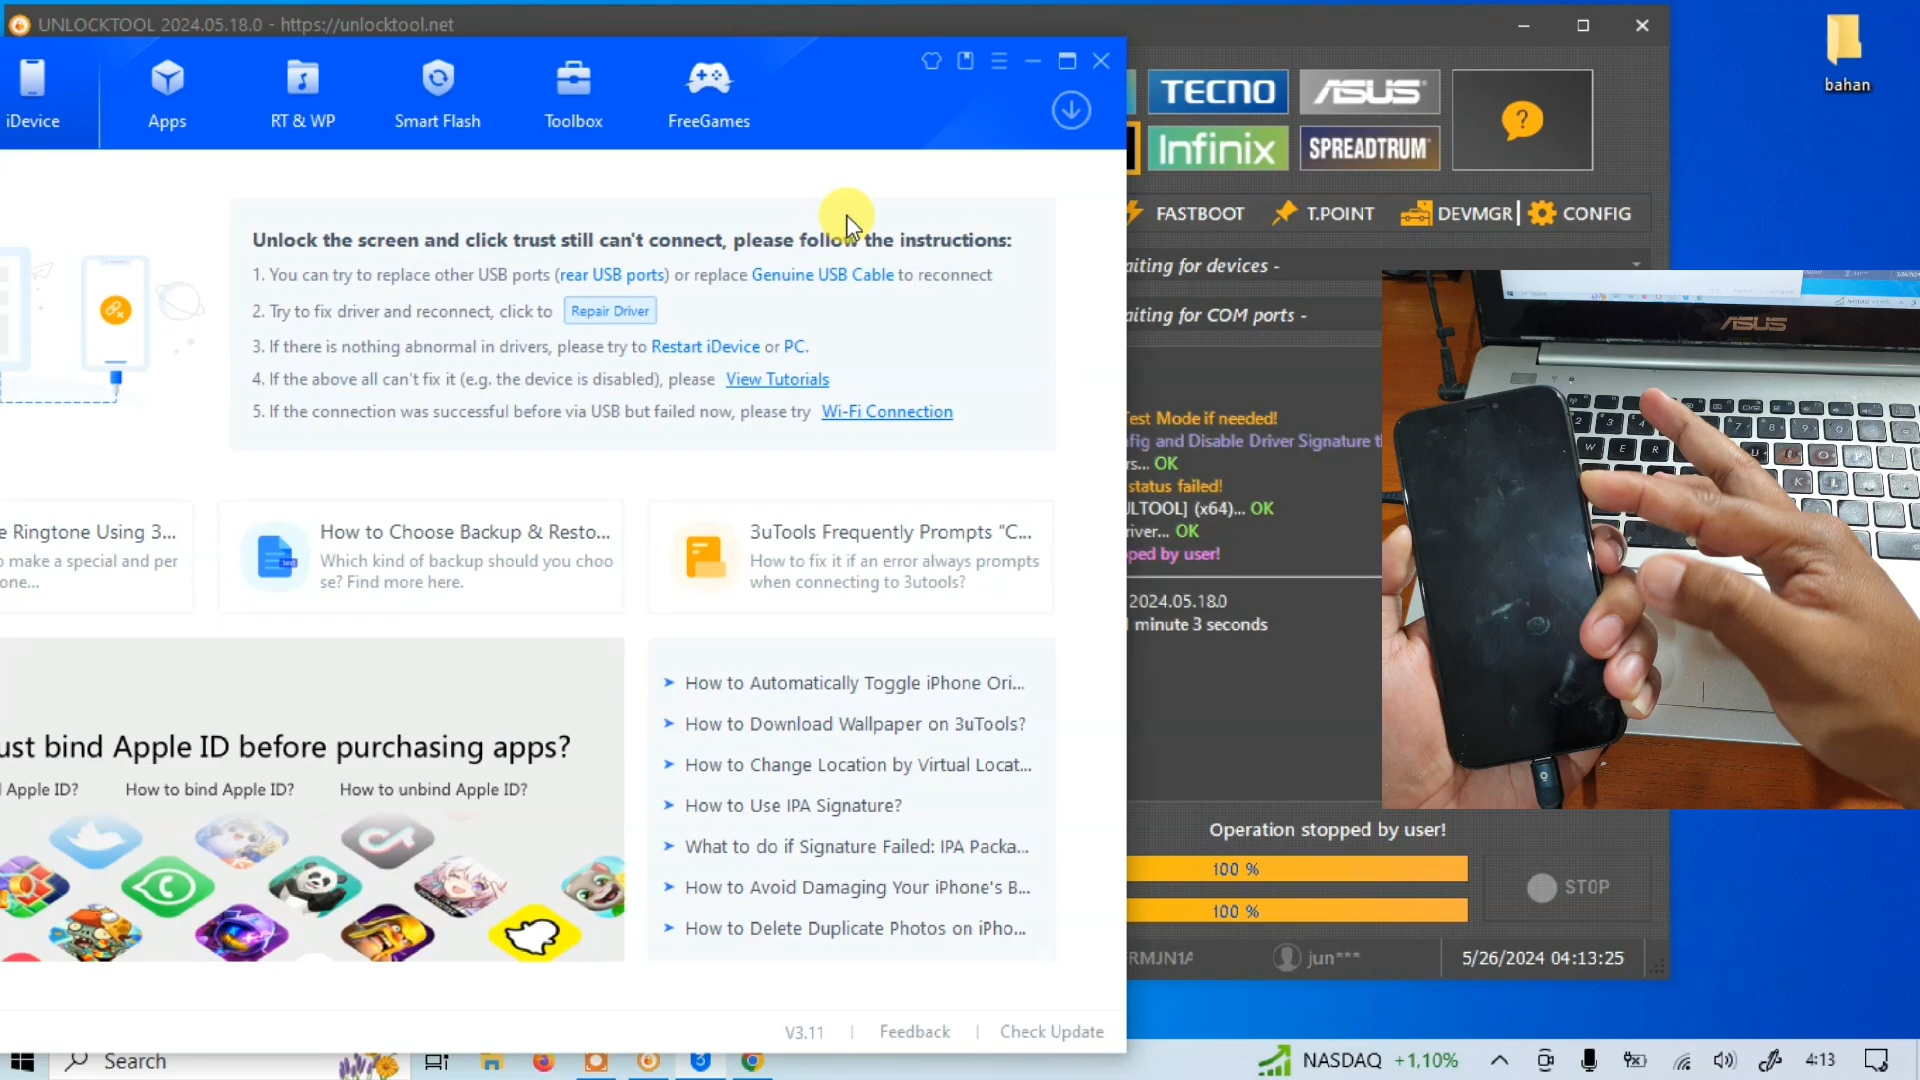 UNLOCKTOOL 2024.05.18.0 - https://unlocktool.net
bahan
iDevice
Apps
RT & WP
Smart Flash
Toolbox
FreeGames
TECNO
ASUS
Infinix
SPREADTRUM
FASTBOOT
T.POINT
DEVMGR
CONFIG
Unlock the screen and click trust still can't connect, please follow the instructions:
1. You can try to replace other USB ports (rear USB ports) or replace Genuine USB Cable to reconnect
2. Try to fix driver and reconnect, click to Repair Driver
3. If there is nothing abnormal in drivers, please try to Restart iDevice or PC.
4. If the above all can't fix it (e.g. the device is disabled), please View Tutorials
5. If the connection was successful before via USB but failed now, please try Wi-Fi Connection
aiting for devices -
aiting for COM ports -
Test Mode if needed!
fig and Disable Driver Signature t
rs... OK
status failed!
ULTOOL] (x64)... OK
river... OK
pped by user!
2024.05.18.0
minute 3 seconds
ASUS
e Ringtone Using 3...
o make a special and per
one...
How to Choose Backup & Resto...
Which kind of backup should you choo
se? Find more here.
3uTools Frequently Prompts “C...
How to fix it if an error always prompts
when connecting to 3utools?
ust bind Apple ID before purchasing apps?
Apple ID?
How to bind Apple ID?
How to unbind Apple ID?
How to Automatically Toggle iPhone Ori...
How to Download Wallpaper on 3uTools?
How to Change Location by Virtual Locat...
How to Use IPA Signature?
What to do if Signature Failed: IPA Packa...
How to Avoid Damaging Your iPhone's B...
How to Delete Duplicate Photos on iPho...
Operation stopped by user!
100 %
100 %
STOP
RMJN1A
jun***
5/26/2024 04:13:25
V3.11
Feedback
Check Update
Search
NASDAQ +1,10%
4:13